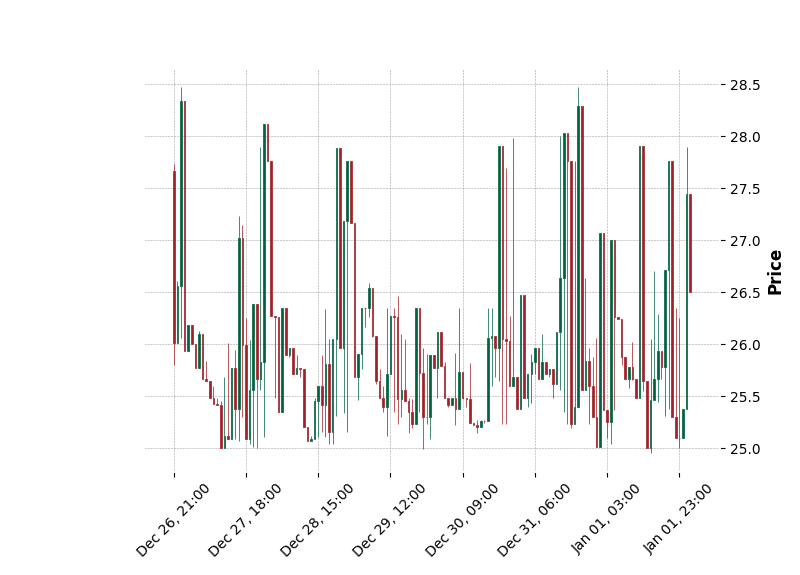 28.5
28.0
27.5
27.0
26.5
26.0
25.5
25.0
Price
Dec 26, 21:00
Dec 27, 18:00
Dec 28, 15:00
Dec 29, 12:00
Dec 30, 09:00
Dec 31, 06:00
Jan 01, 03:00
Jan 01, 23:00